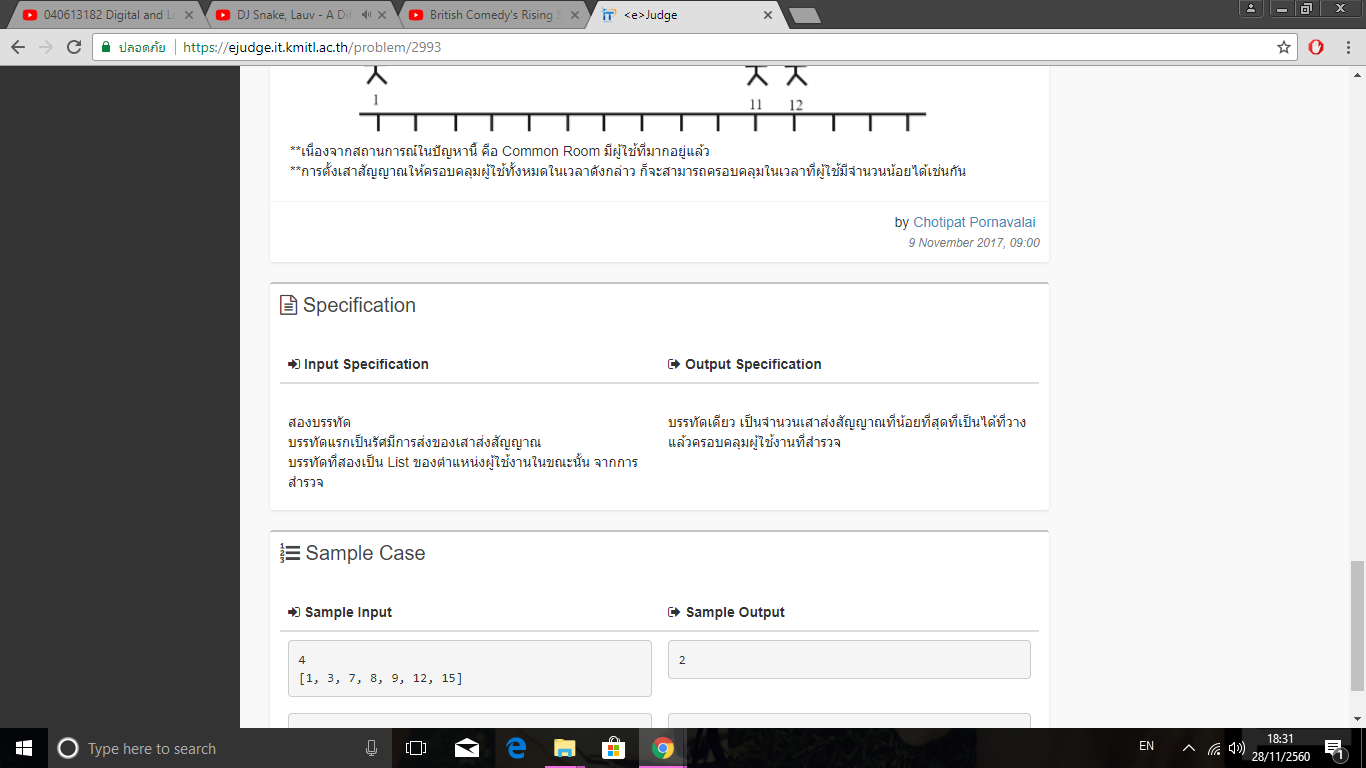 040613182 Digital and L
DJ Snake, Lauv - A Di
British Comedy's Rising S
<e>Judge
ปลอดภัย
https://ejudge.it.kmitl.ac.th/problem/2993
1
11
12
**เนื่องจากสถานการณ์ในปัญหานี้ คือ Common Room มีผู้ใช้ที่มากอยู่แล้ว
**การตั้งเสาสัญญาณให้ครอบคลุมผู้ใช้ทั้งหมดในเวลาดังกล่าว ก็จะสามารถครอบคลุมในเวลาที่ผู้ใช้มีจำนวนน้อยได้เช่นกัน
by Chotipat Pornavalai
9 November 2017, 09:00
Specification
Input Specification
Output Specification
สองบรรทัด
บรรทัดแรกเป็นรัศมีการส่งของเสาส่งสัญญาณ
บรรทัดที่สองเป็น List ของตำแหน่งผู้ใช้งานในขณะนั้น จากการ
สำรวจ
บรรทัดเดียว เป็นจำนวนเสาส่งสัญญาณที่น้อยที่สุดที่เป็นได้ที่วาง
แล้วครอบคลุมผู้ใช้งานที่สำรวจ
Sample Case
Sample Input
Sample Output
4
[1, 3, 7, 8, 9, 12, 15]
2
Type here to search
EN
18:31
28/11/2560
1